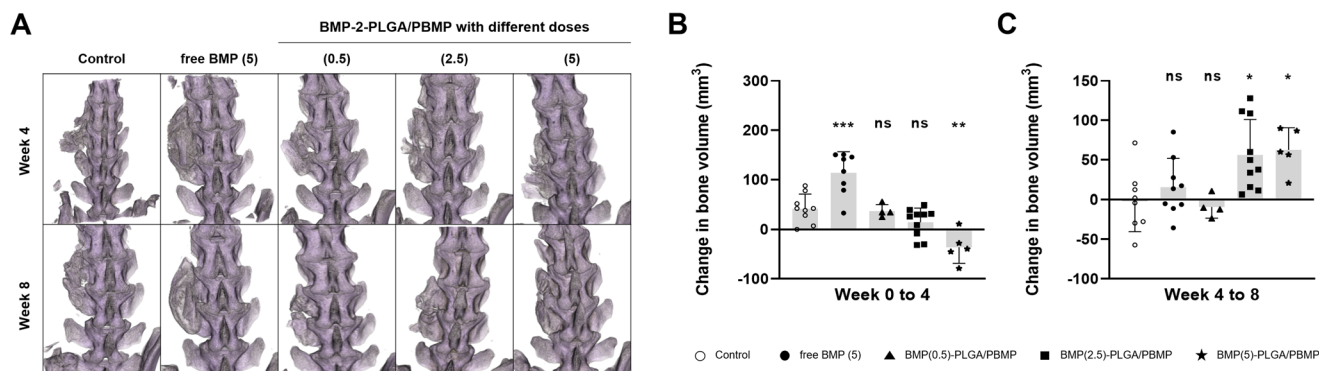 A
BMP-2-PLGA/PBMP with different doses
Control
free BMP (5)
(0.5)
(2.5)
(5)
Week 4
Week 8
B
Change in bone volume (mm³)
300
200
100
0
-100
***
ns
ns
**
Week 0 to 4
C
Change in bone volume (mm³)
150
100
50
0
-50
-100
ns
ns
*
*
Week 4 to 8
Control
free BMP (5)
BMP(0.5)-PLGA/PBMP
BMP(2.5)-PLGA/PBMP
BMP(5)-PLGA/PBMP